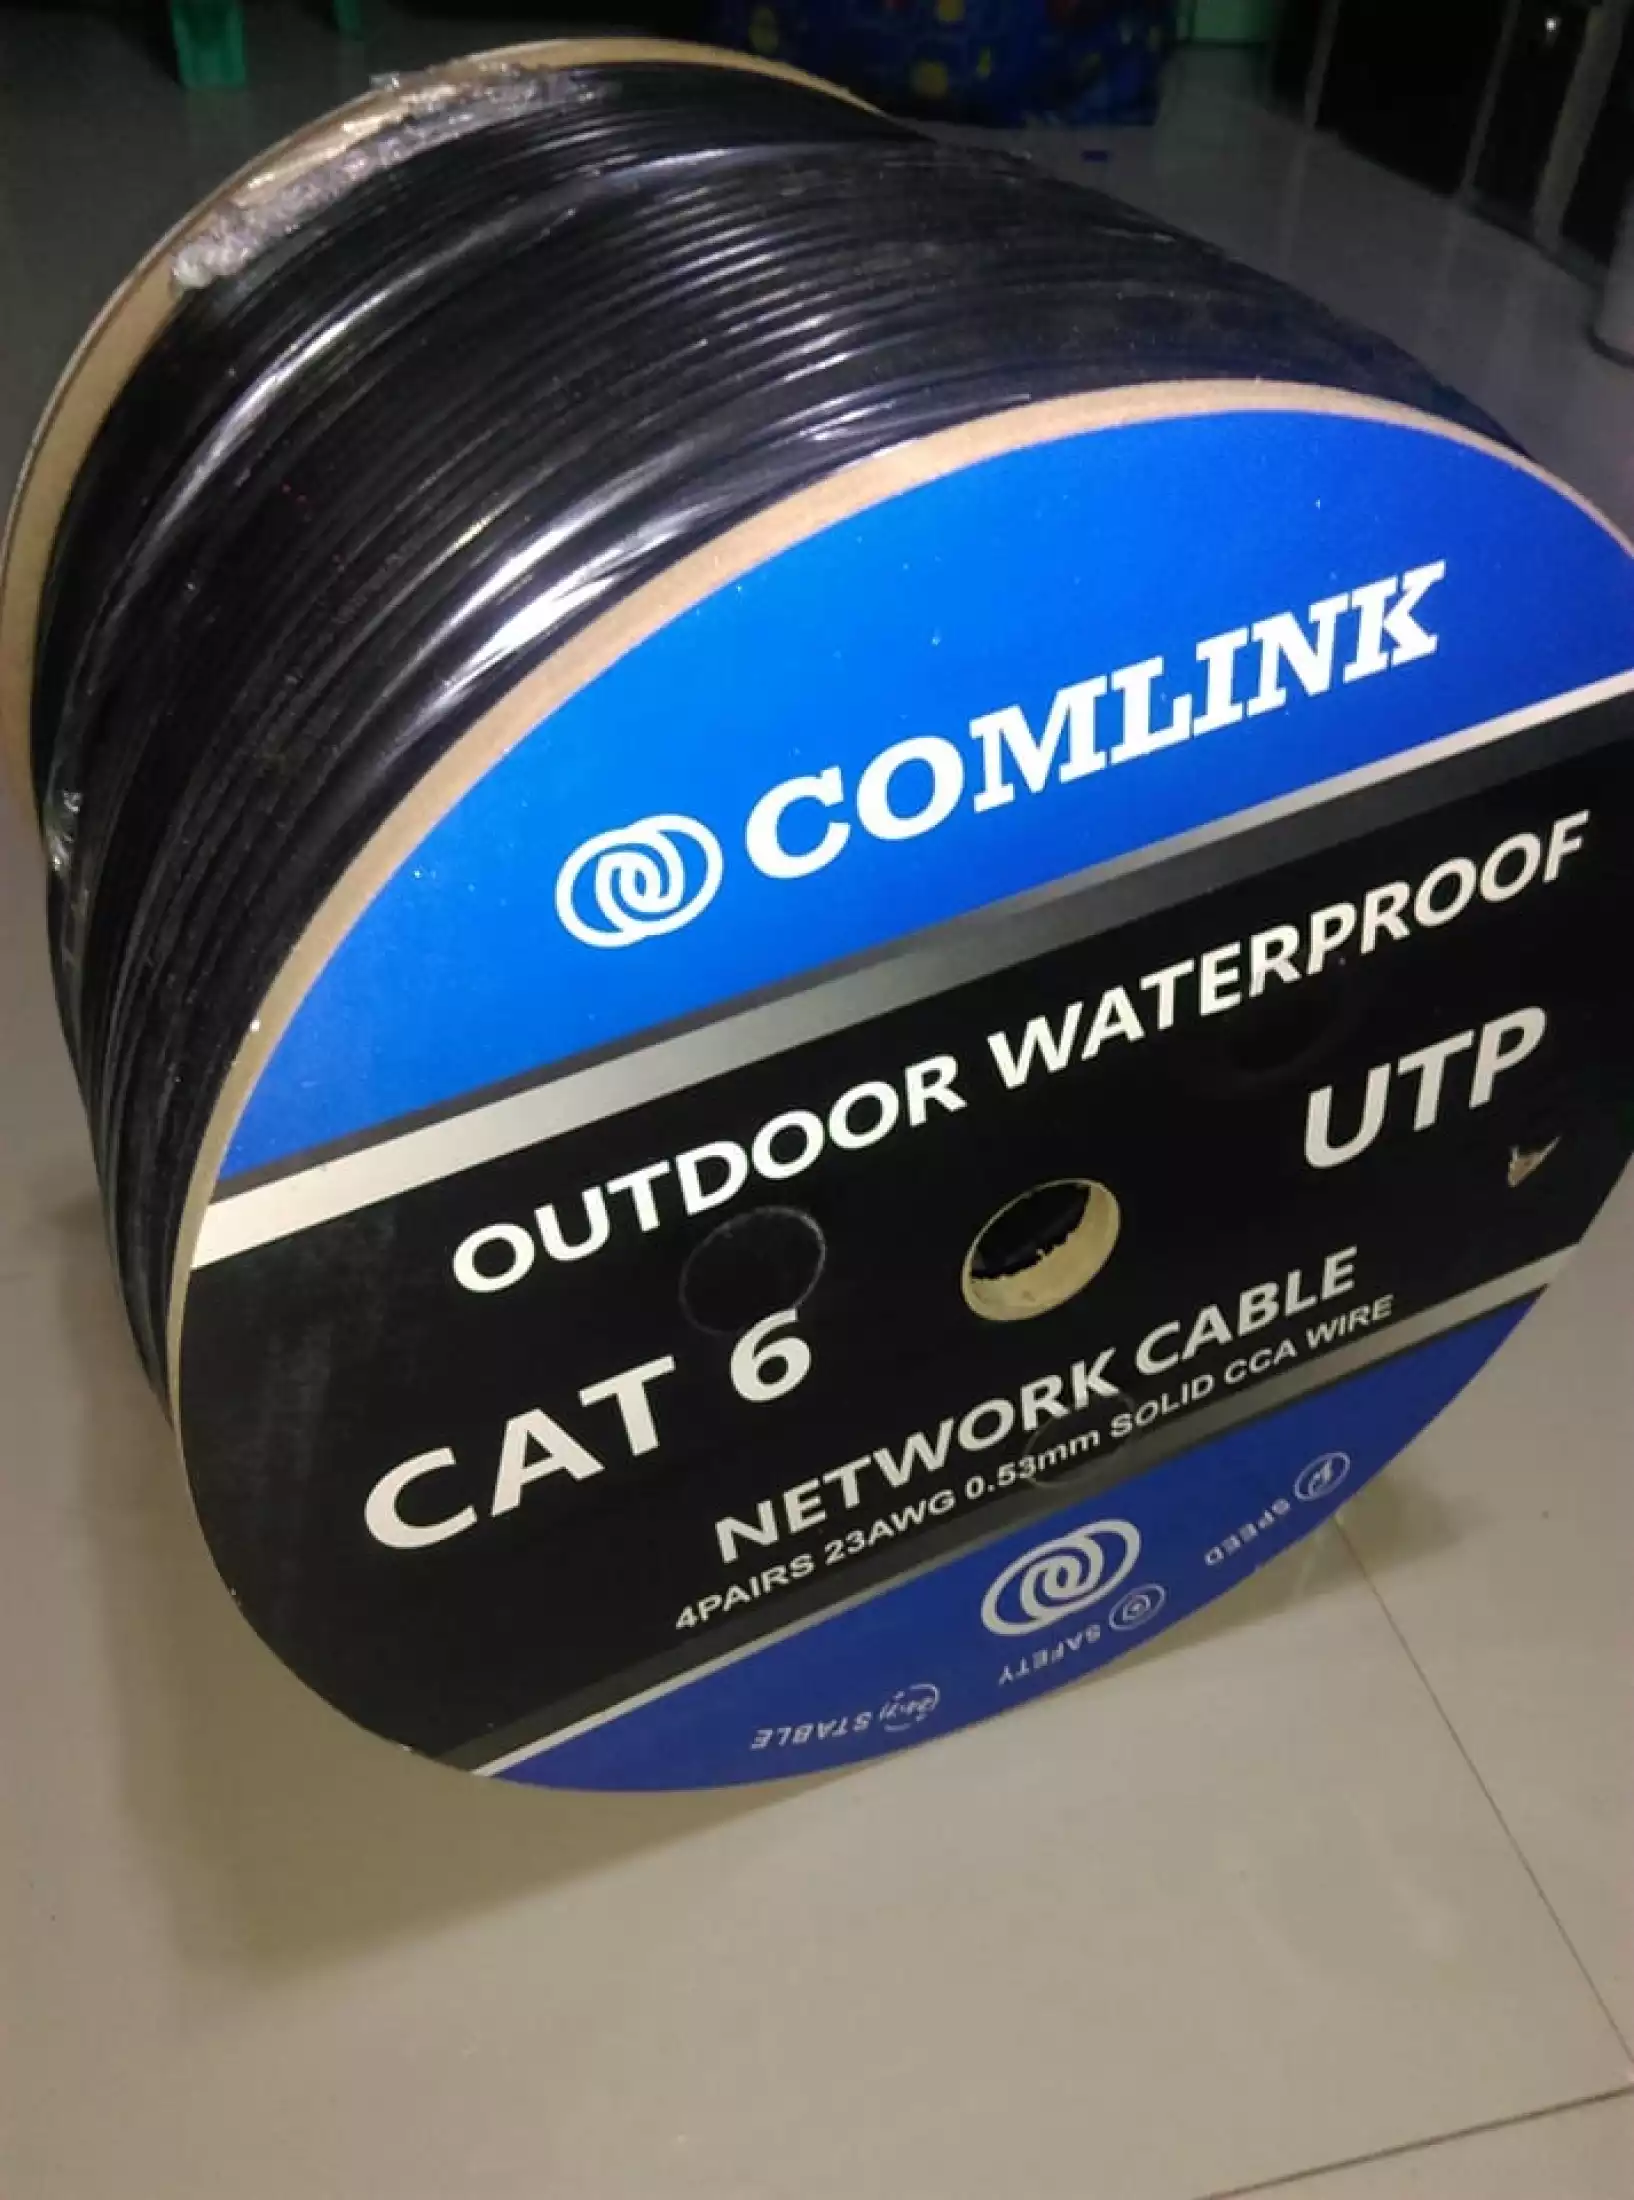 COMLINK
OUTDOOR WATERPROOF
CAT 6
UTP
NETWORK CABLE
4PAIRS 23AWG 0.53mm SOLID CCA WIRE
SPEED
SAFETY
STABLE